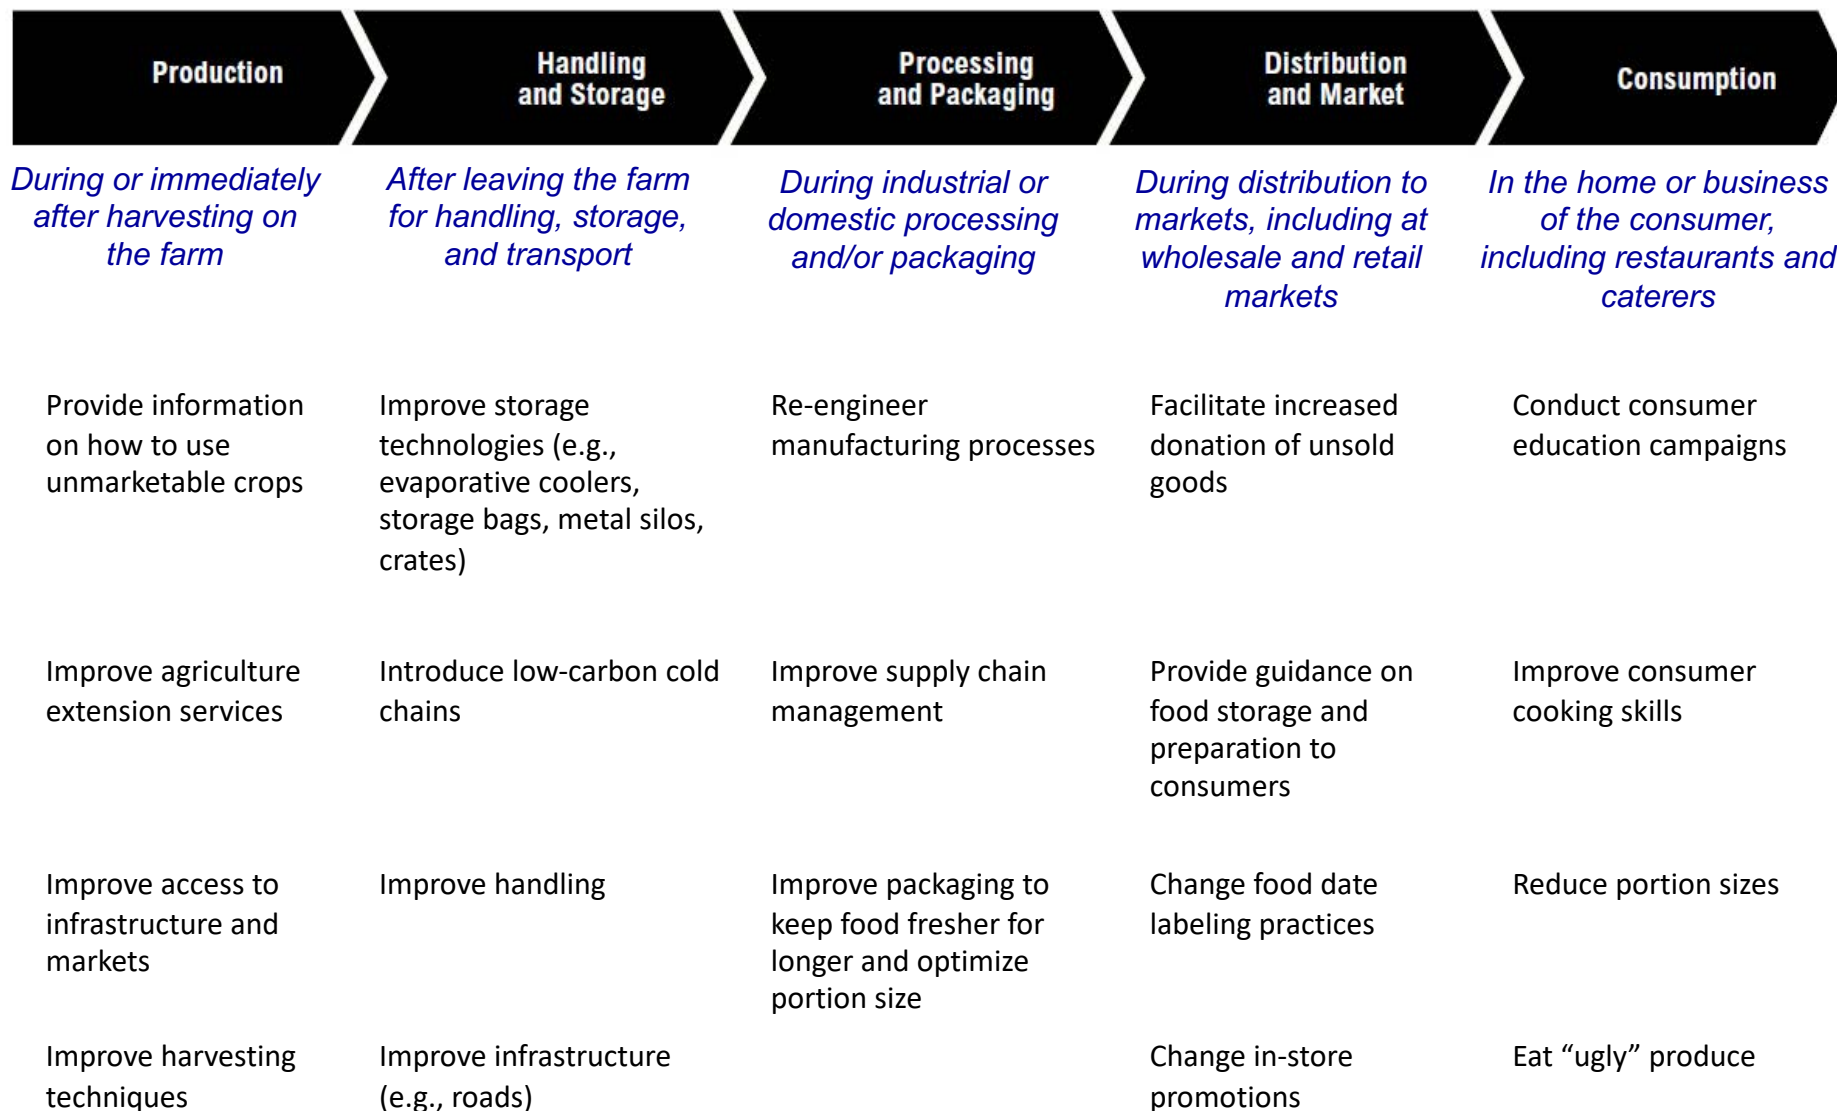 Production
Handling
and Storage
Processing
and Packaging
Distribution
and Market
Consumption
During or immediately
after harvesting on
the farm
After leaving the farm
for handling, storage,
and transport
During industrial or
domestic processing
and/or packaging
During distribution to
markets, including at
wholesale and retail
markets
In the home or business
of the consumer,
including restaurants and
caterers
Provide information
on how to use
unmarketable crops
Improve storage
technologies (e.g.,
evaporative coolers,
storage bags, metal silos,
crates)
Re-engineer
manufacturing processes
Facilitate increased
donation of unsold
goods
Conduct consumer
education campaigns
Improve agriculture
extension services
Introduce low-carbon cold
chains
Improve supply chain
management
Provide guidance on
food storage and
preparation to
consumers
Improve consumer
cooking skills
Improve access to
infrastructure and
markets
Improve handling
Improve packaging to
keep food fresher for
longer and optimize
portion size
Change food date
labeling practices
Reduce portion sizes
Improve harvesting
techniques
Improve infrastructure
(e.g., roads)
Change in-store
promotions
Eat “ugly” produce